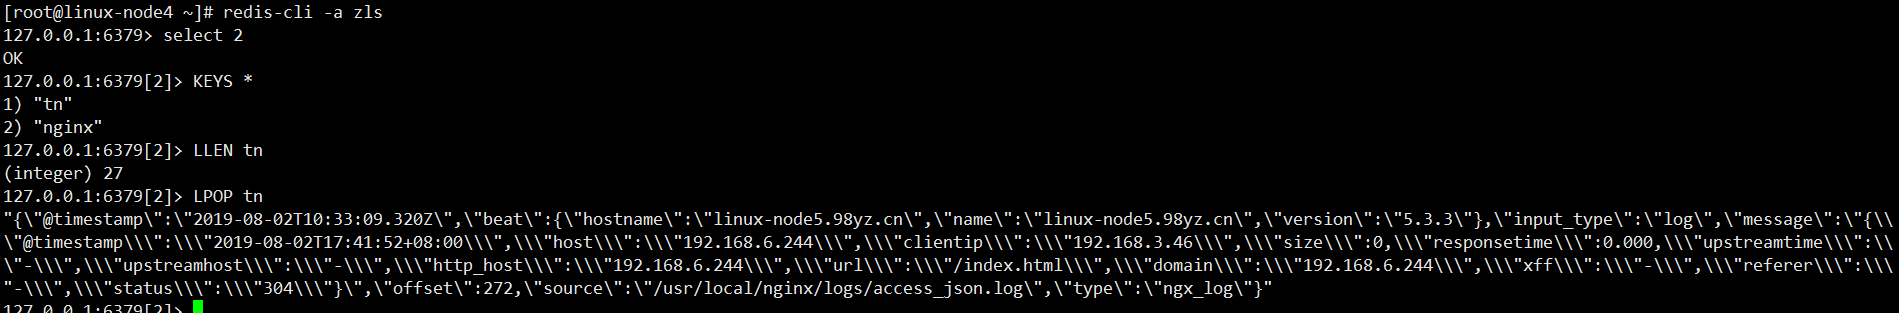 [root@linux-node4 ~]# redis-cli -a zls
127.0.0.1:6379> select 2
OK
127.0.0.1:6379[2]> KEYS *
1) "tn"
2) "nginx"
127.0.0.1:6379[2]> LLEN tn
(integer) 27
127.0.0.1:6379[2]> LPOP tn
"{\"@timestamp\":\"2019-08-02T10:33:09.320Z\",\"beat\":{\"hostname\":\"linux-node5.98yz.cn\",\"name\":\"linux-node5.98yz.cn\",\"version\":\"5.3.3\"},\"input_type\":\"log\",\"message\":\"{\\
\"@timestamp\\\":\\\"2019-08-02T17:41:52+08:00\\\",\\\"host\\\":\\\"192.168.6.244\\\",\\\"clientip\\\":\\\"192.168.3.46\\\",\\\"size\\\":0,\\\"responsetime\\\":0.000,\\\"upstreamtime\\\":\\
\"-\\\",\\\"upstreamhost\\\":\\\"-\\\",\\\"http_host\\\":\\\"192.168.6.244\\\",\\\"url\\\":\\\"/index.html\\\",\\\"domain\\\":\\\"192.168.6.244\\\",\\\"xff\\\":\\\"-\\\",\\\"referer\\\":\\\
"-\\\",\\\"status\\\":\\\"304\\\"}\",\"offset\":272,\"source\":\"/usr/local/nginx/logs/access_json.log\",\"type\":\"ngx_log\"}"
127.0.0.1:6379[2]>